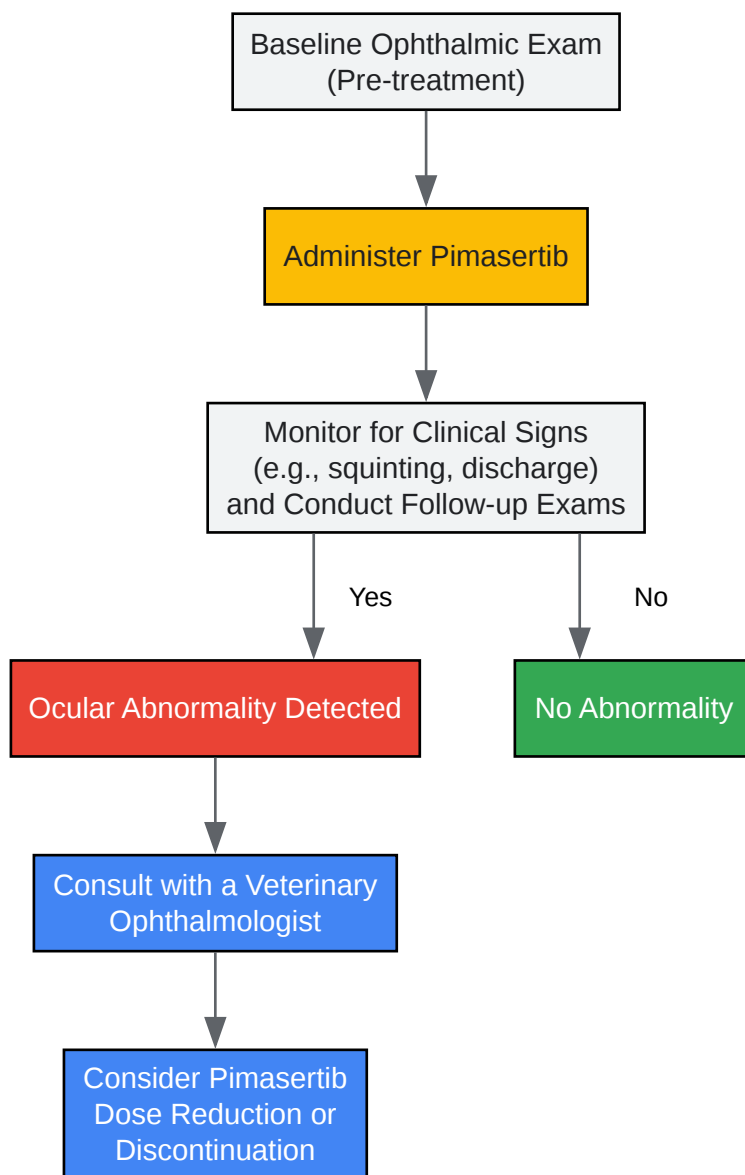 Baseline Ophthalmic Exam
(Pre-treatment)
Administer Pimasertib
Monitor for Clinical Signs
(e.g., squinting, discharge)
and Conduct Follow-up Exams
Yes
No
Ocular Abnormality Detected
No Abnormality
Consult with a Veterinary
Ophthalmologist
Consider Pimasertib
Dose Reduction or
Discontinuation